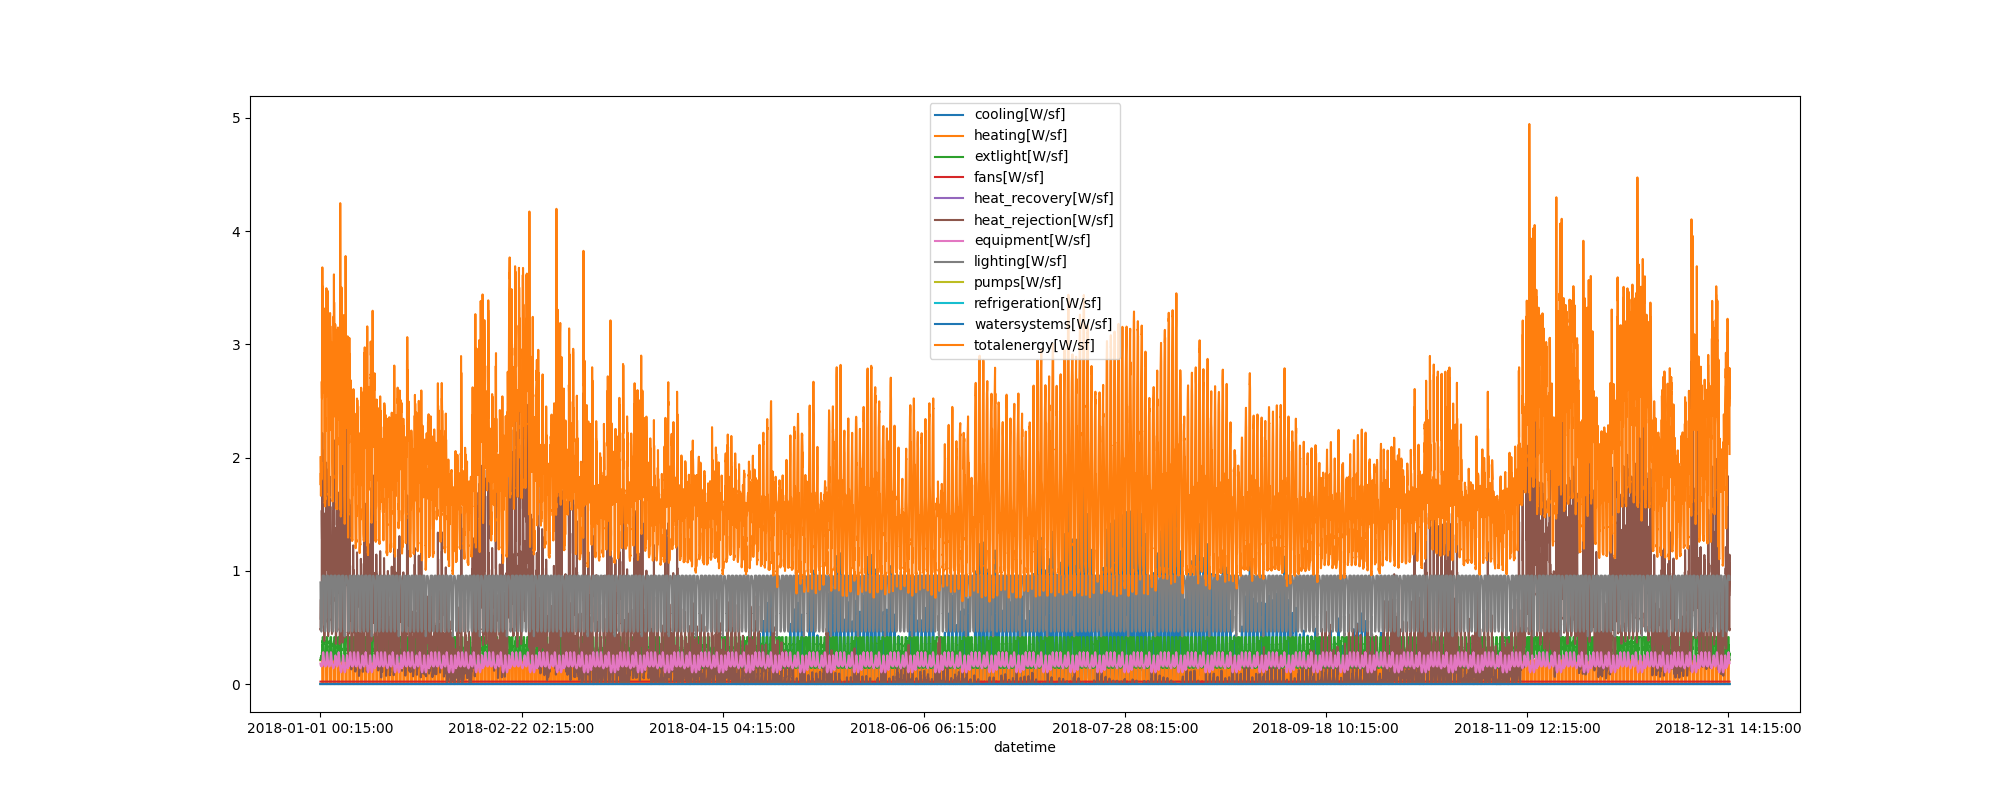 5
4
3
2
1
0
cooling[W/sf]
heating[W/sf]
extlight[W/sf]
fans[W/sf]
heat_recovery[W/sf]
heat_rejection[W/sf]
equipment[W/sf]
lighting[W/sf]
pumps[W/sf]
refrigeration[W/sf]
watersystems[W/sf]
totalenergy[W/sf]
2018-01-01 00:15:00 2018-02-22 02:15:00 2018-04-15 04:15:00 2018-06-06 06:15:00 2018-07-28 08:15:00 2018-09-18 10:15:00 2018-11-09 12:15:00 2018-12-31 14:15:00
datetime